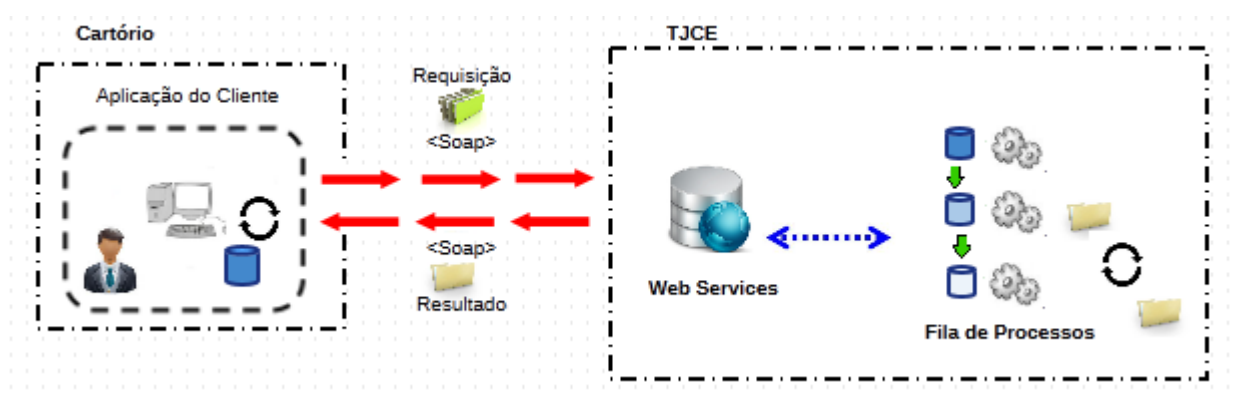 Cartório
TJCE
Aplicação do Cliente
Requisição
<Soap>
<Soap>
Resultado
Web Services
Fila de Processos